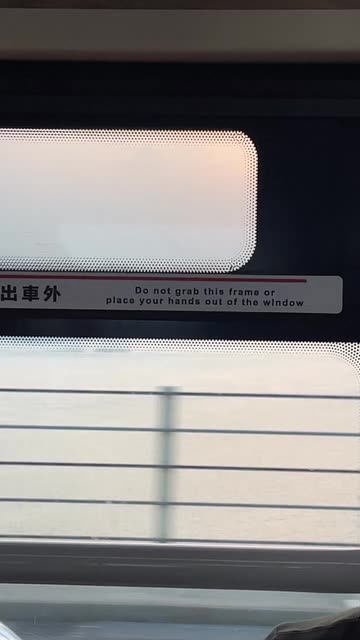 出車外
Do not grab this frame or
place your hands out of the window